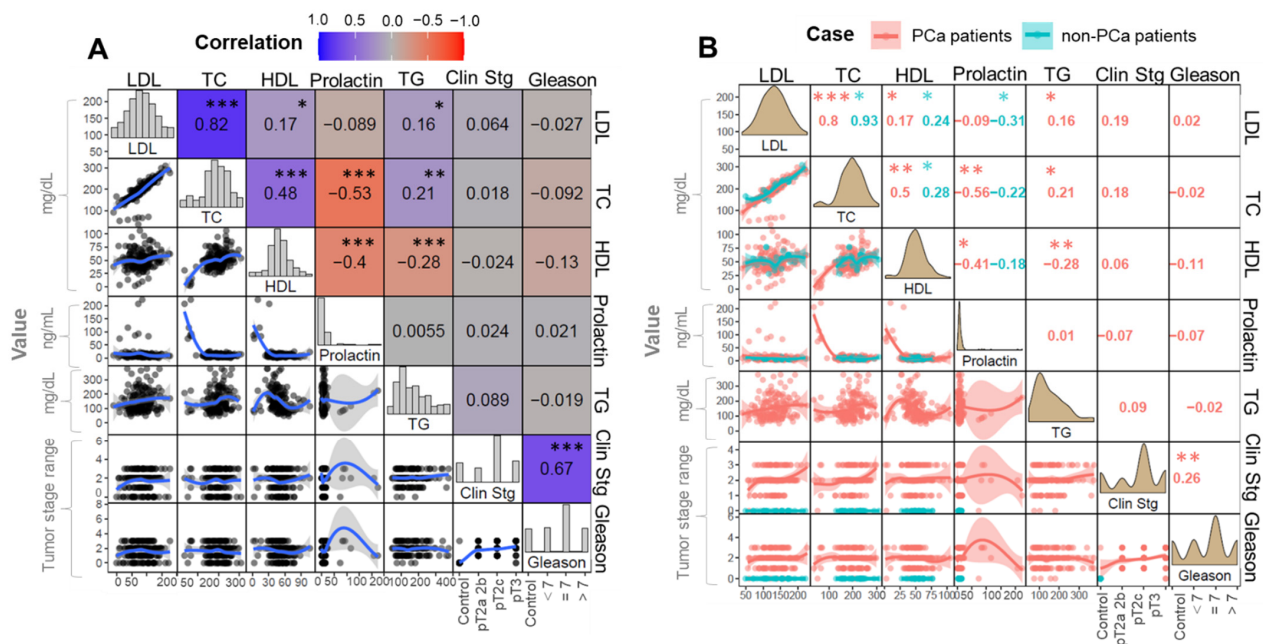 1.0 0.5 0.0 −0.5 −1.0
A Correlation
LDL TC HDL Prolactin TG Clin Stg Gleason
*** * *
0.82 0.17 −0.089 0.16 0.064 −0.027
LDL
LDL
*** *** **
0.48 −0.53 0.21 0.018 −0.092
TC
TC
*** ***
−0.4 −0.28 −0.024 −0.13
HDL
HDL
0.0055 0.024 0.021
Prolactin
Prolactin
0.089 −0.019
TG
TG
***
0.67
Clin Stg
Clin Stg
Gleason
Gleason
Value
mg/dL
ng/mL
mg/dL
Tumor stage range
200
150
100
50
300
200
100
100
75
50
25
0
200
150
100
50
0
300
200
100
6
4
2
0
8
6
4
2
0
0 50 200
100 200 300
0 30 60 90
100 200
100 200 300 400
Control
pT2a 2b
pT2c
pT3
Control
< 7
= 7
> 7
B Case PCa patients non-PCa patients
LDL TC HDL Prolactin TG Clin Stg Gleason
*** * * * * *
0.8 0.93 0.17 0.24 −0.09 −0.31 0.16 0.19 0.02
LDL
LDL
** * ** *
0.5 0.28 −0.56 −0.22 0.21 0.18 −0.02
TC
TC
* **
−0.41 −0.18 −0.28 0.06 −0.11
HDL
HDL
0.01 −0.07 −0.07
Prolactin
Prolactin
0.09 −0.02
TG
TG
**
0.26
Clin Stg
Clin Stg
Gleason
Gleason
Value
mg/dL
ng/mL
mg/dL
Tumor stage range
200
150
100
50
300
200
100
100
75
50
25
0
200
150
100
50
0
300
200
100
4
3
2
1
0
6
4
2
0
50 100 150 200
100 200 300
0 25 50 75 100
0 50 100 200
100 200 300
Control
pT2a 2b
pT2c
pT3
Control
< 7
= 7
> 7